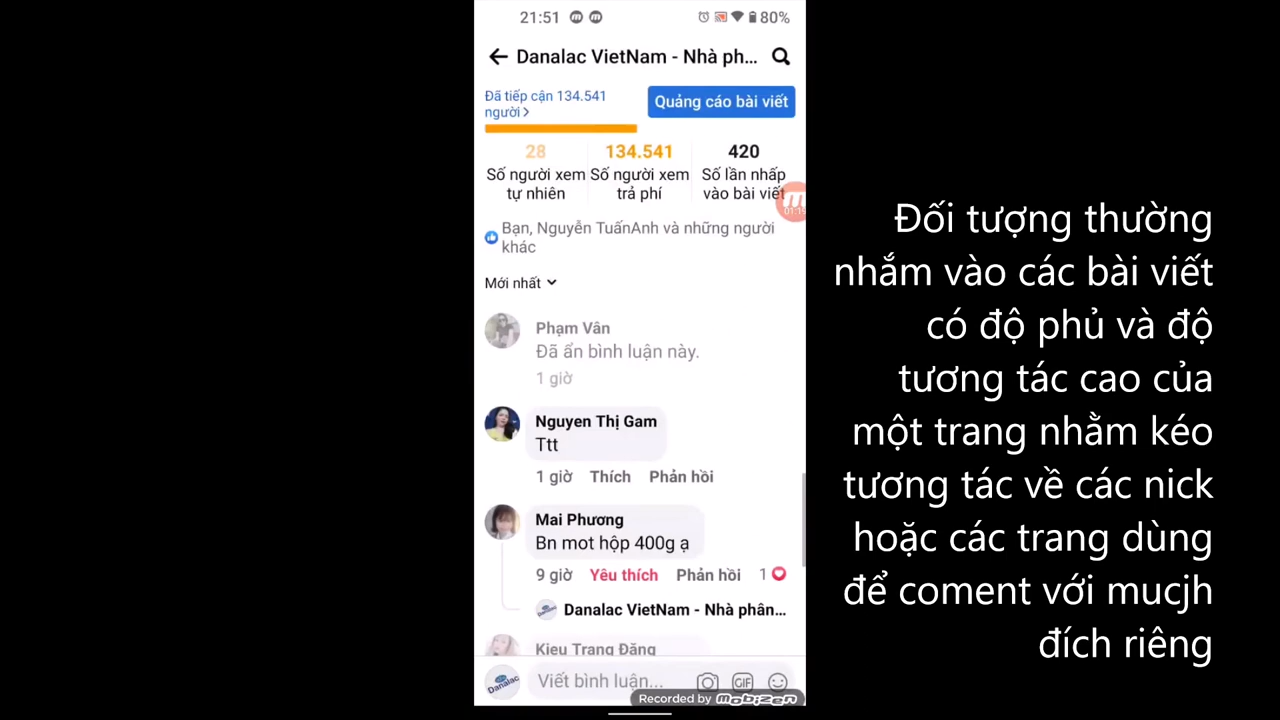 21:51
80%
Danalac VietNam - Nhà ph...
Đã tiếp cận 134.541
người
Quảng cáo bài viết
28
134.541
420
Số người xem
tự nhiên
Số người xem
trả phí
Số lần nhấp
vào bài viết
01:19
Bạn, Nguyễn TuấnAnh và những người
khác
Mới nhất
Phạm Vân
Đã ẩn bình luận này.
1 giờ
Nguyen Thị Gam
Ttt
1 giờ Thích Phản hồi
Mai Phương
Bn mot hộp 400g ạ
9 giờ Yêu thích Phản hồi 1
Danalac VietNam - Nhà phân...
Kieu Trang Đăng
Danalac
Viết bình luận...
GIF
Recorded by mobizen
Đối tượng thường
nhắm vào các bài viết
có độ phủ và độ
tương tác cao của
một trang nhằm kéo
tương tác về các nick
hoặc các trang dùng
để coment với mucjh
đích riêng